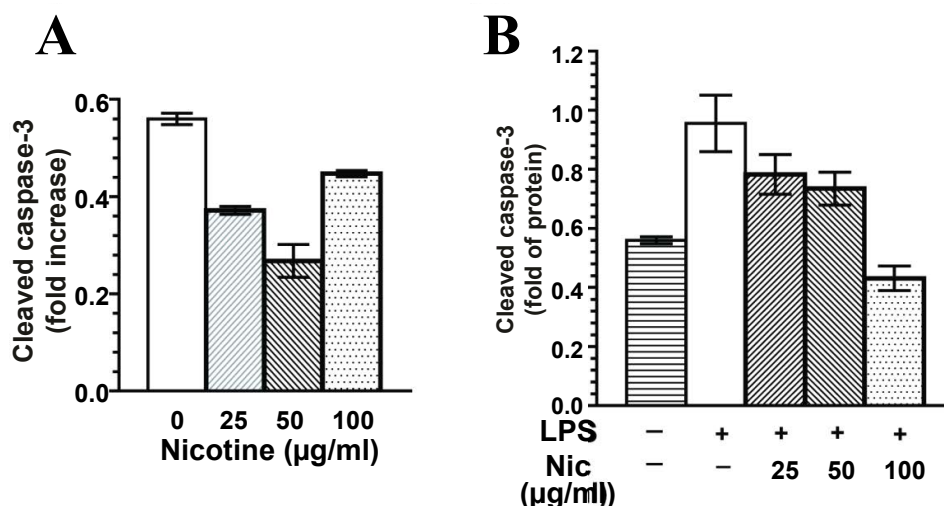 A
Cleaved caspase-3
(fold increase)
0.6
0.4
0.2
0.0
0 25 50 100
Nicotine (µg/ml)
B
Cleaved caspase-3
(fold of protein)
1.2
1.0
0.8
0.6
0.4
0.2
0.0
LPS − + + + +
Nic − − 25 50 100
(µg/ml)